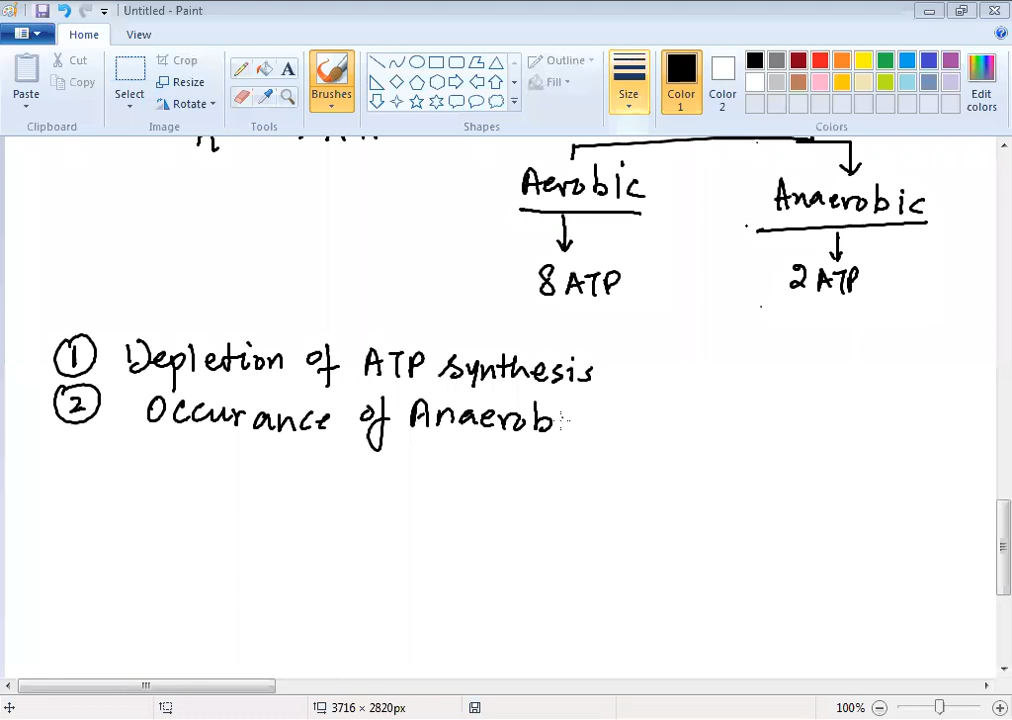 Untitled - Paint
Home View
Paste Cut Copy
Clipboard
Select Crop Resize Rotate
Image
A
Tools
Brushes
Shapes
Outline Fill
Size
Color 1
Color 2
Edit colors
Colors
Aerobic Anaerobic
8 ATP 2 ATP
1 Depletion of ATP synthesis
2 Occurance of Anaerob
3716 × 2820px 100%